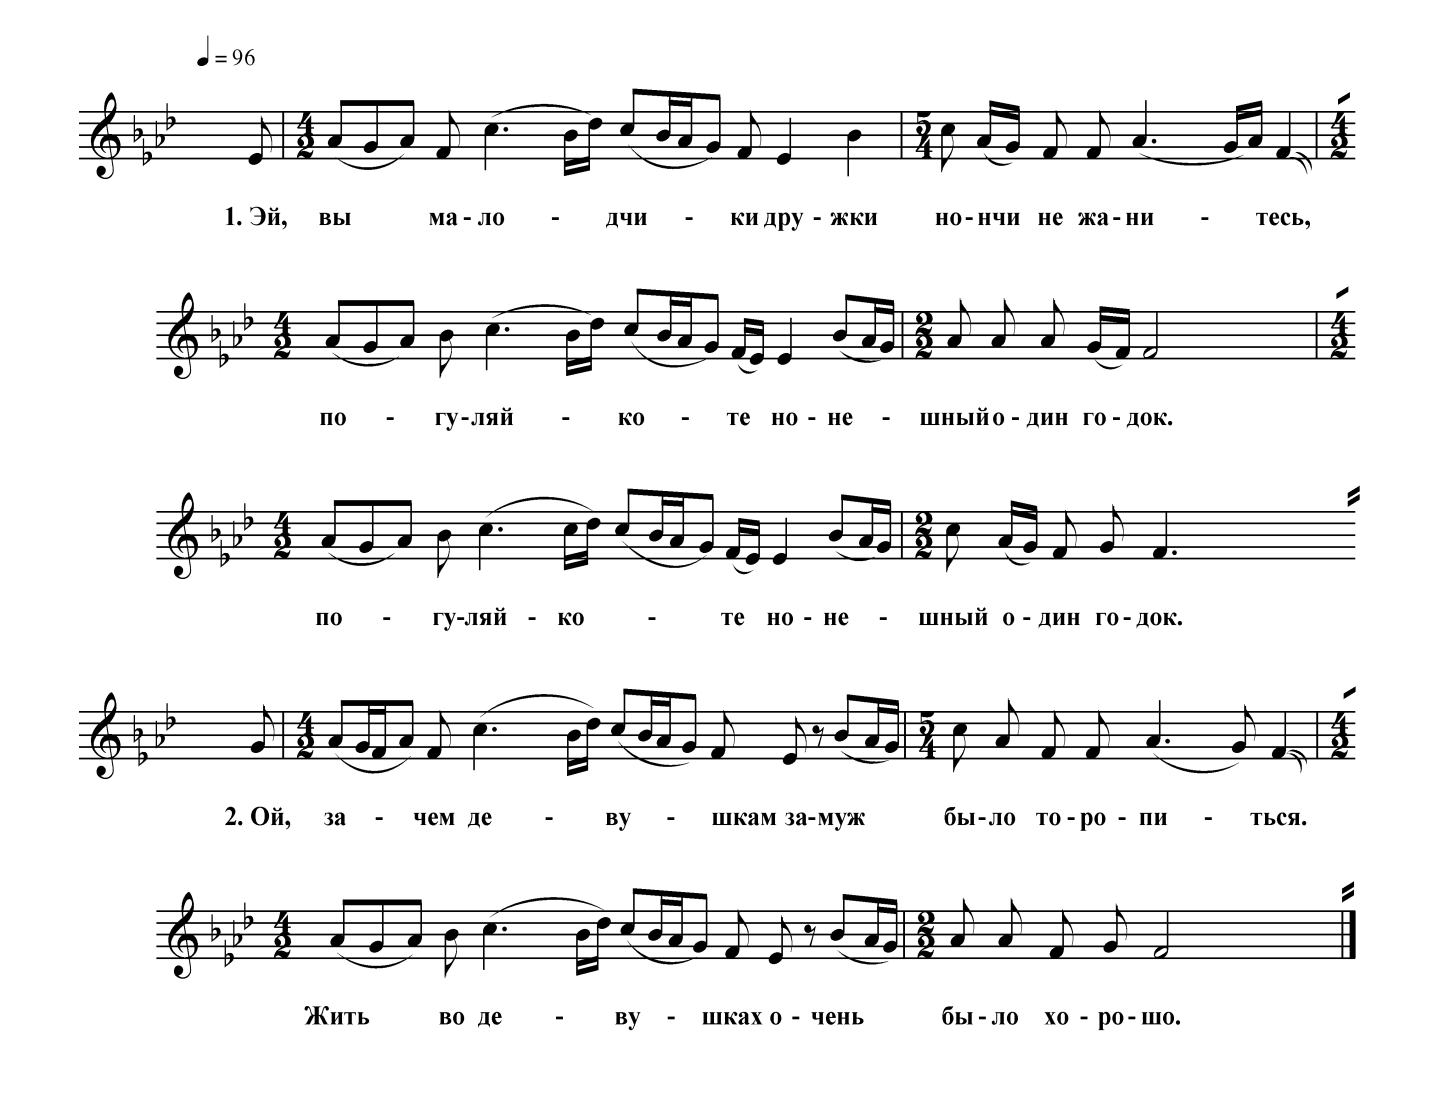 = 96
1. Эй, вы ма - ло - дчи - ки дру - жки но - нчи не жа - ни - тесь,
по - гу - ляй - ко - те но - не - шный о - дин го - док.
по - гу - ляй - ко - те но - не - шный о - дин го - док.
2. Ой, за - чем де - ву - шкам за - муж бы - ло то - ро - пи - ться.
Жить во де - ву - шках о - чень бы - ло хо - ро - шо.